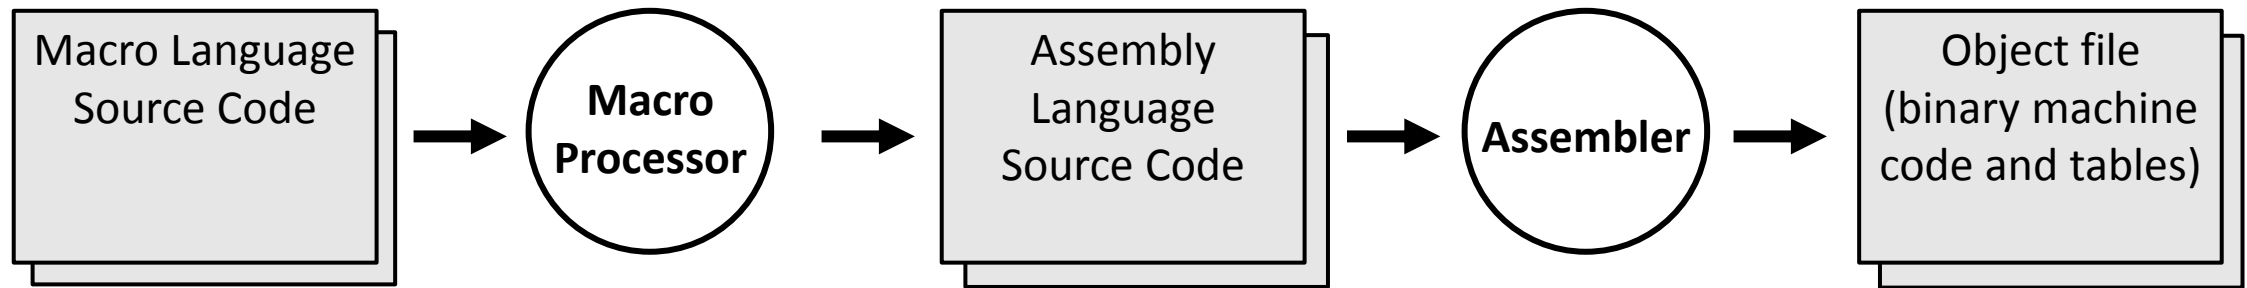 Macro Language
Source Code
Macro
Processor
Assembly
Language
Source Code
Assembler
Object file
(binary machine
code and tables)